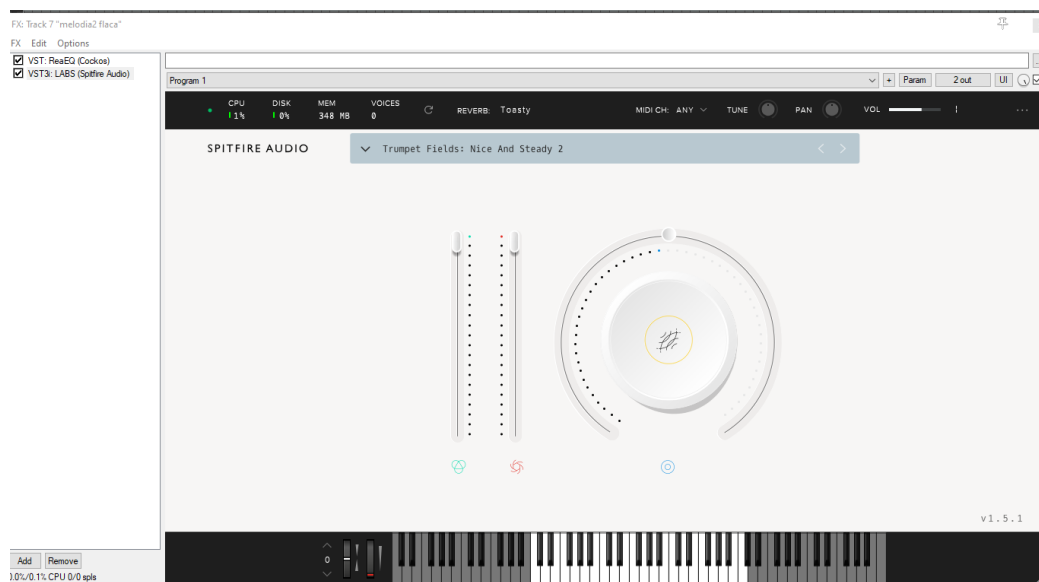 FX: Track 7 "melodia2 flaca"
FX Edit Options
VST: ReaEQ (Cockos)
VST3i: LABS (Spitfire Audio)
Program 1
+ Param 2 out UI
CPU DISK MEM VOICES
1% 0% 348 MB 0
REVERB: Toasty
MIDI CH: ANY TUNE PAN VOL
SPITFIRE AUDIO
Trumpet Fields: Nice And Steady 2
v1.5.1
0
Add Remove
0.0%/0.1% CPU 0/0 spls